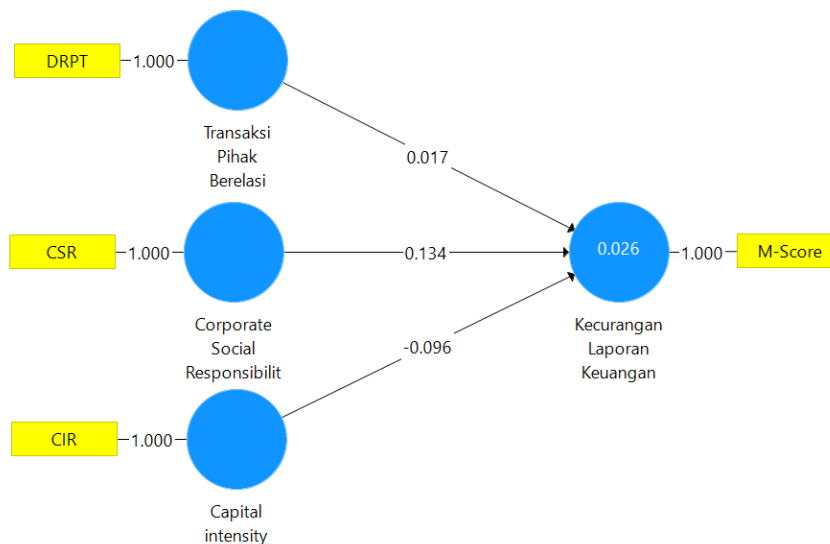 DRPT
1.000
Transaksi
Pihak
Berelasi
0.017
CSR
1.000
0.134
0.026
1.000
M-Score
Corporate
Social
Responsibilit
Kecurangan
Laporan
Keuangan
-0.096
CIR
1.000
Capital
intensity